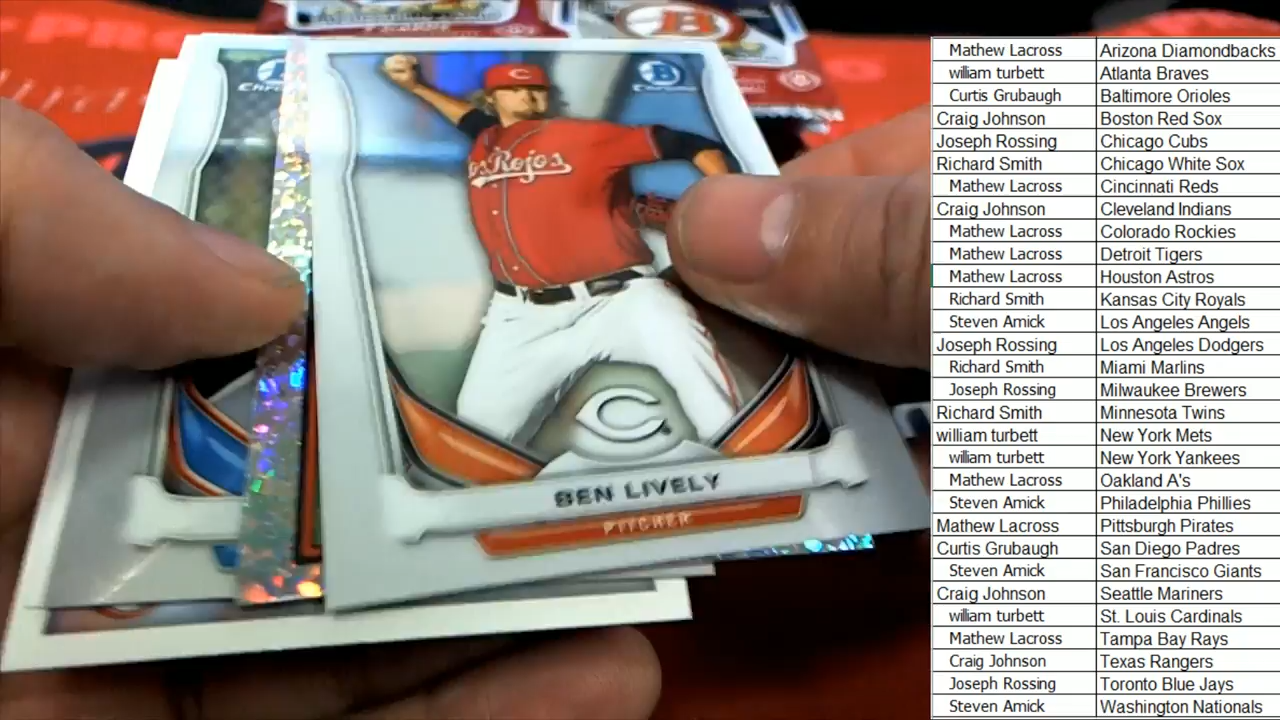 Chrome
Chrome
C
B
os Rojos
C
BEN LIVELY
PITCHER
Mathew Lacross Arizona Diamondbacks
william turbett Atlanta Braves
Curtis Grubaugh Baltimore Orioles
Craig Johnson Boston Red Sox
Joseph Rossing Chicago Cubs
Richard Smith Chicago White Sox
Mathew Lacross Cincinnati Reds
Craig Johnson Cleveland Indians
Mathew Lacross Colorado Rockies
Mathew Lacross Detroit Tigers
Mathew Lacross Houston Astros
Richard Smith Kansas City Royals
Steven Amick Los Angeles Angels
Joseph Rossing Los Angeles Dodgers
Richard Smith Miami Marlins
Joseph Rossing Milwaukee Brewers
Richard Smith Minnesota Twins
william turbett New York Mets
william turbett New York Yankees
Mathew Lacross Oakland A's
Steven Amick Philadelphia Phillies
Mathew Lacross Pittsburgh Pirates
Curtis Grubaugh San Diego Padres
Steven Amick San Francisco Giants
Craig Johnson Seattle Mariners
william turbett St. Louis Cardinals
Mathew Lacross Tampa Bay Rays
Craig Johnson Texas Rangers
Joseph Rossing Toronto Blue Jays
Steven Amick Washington Nationals